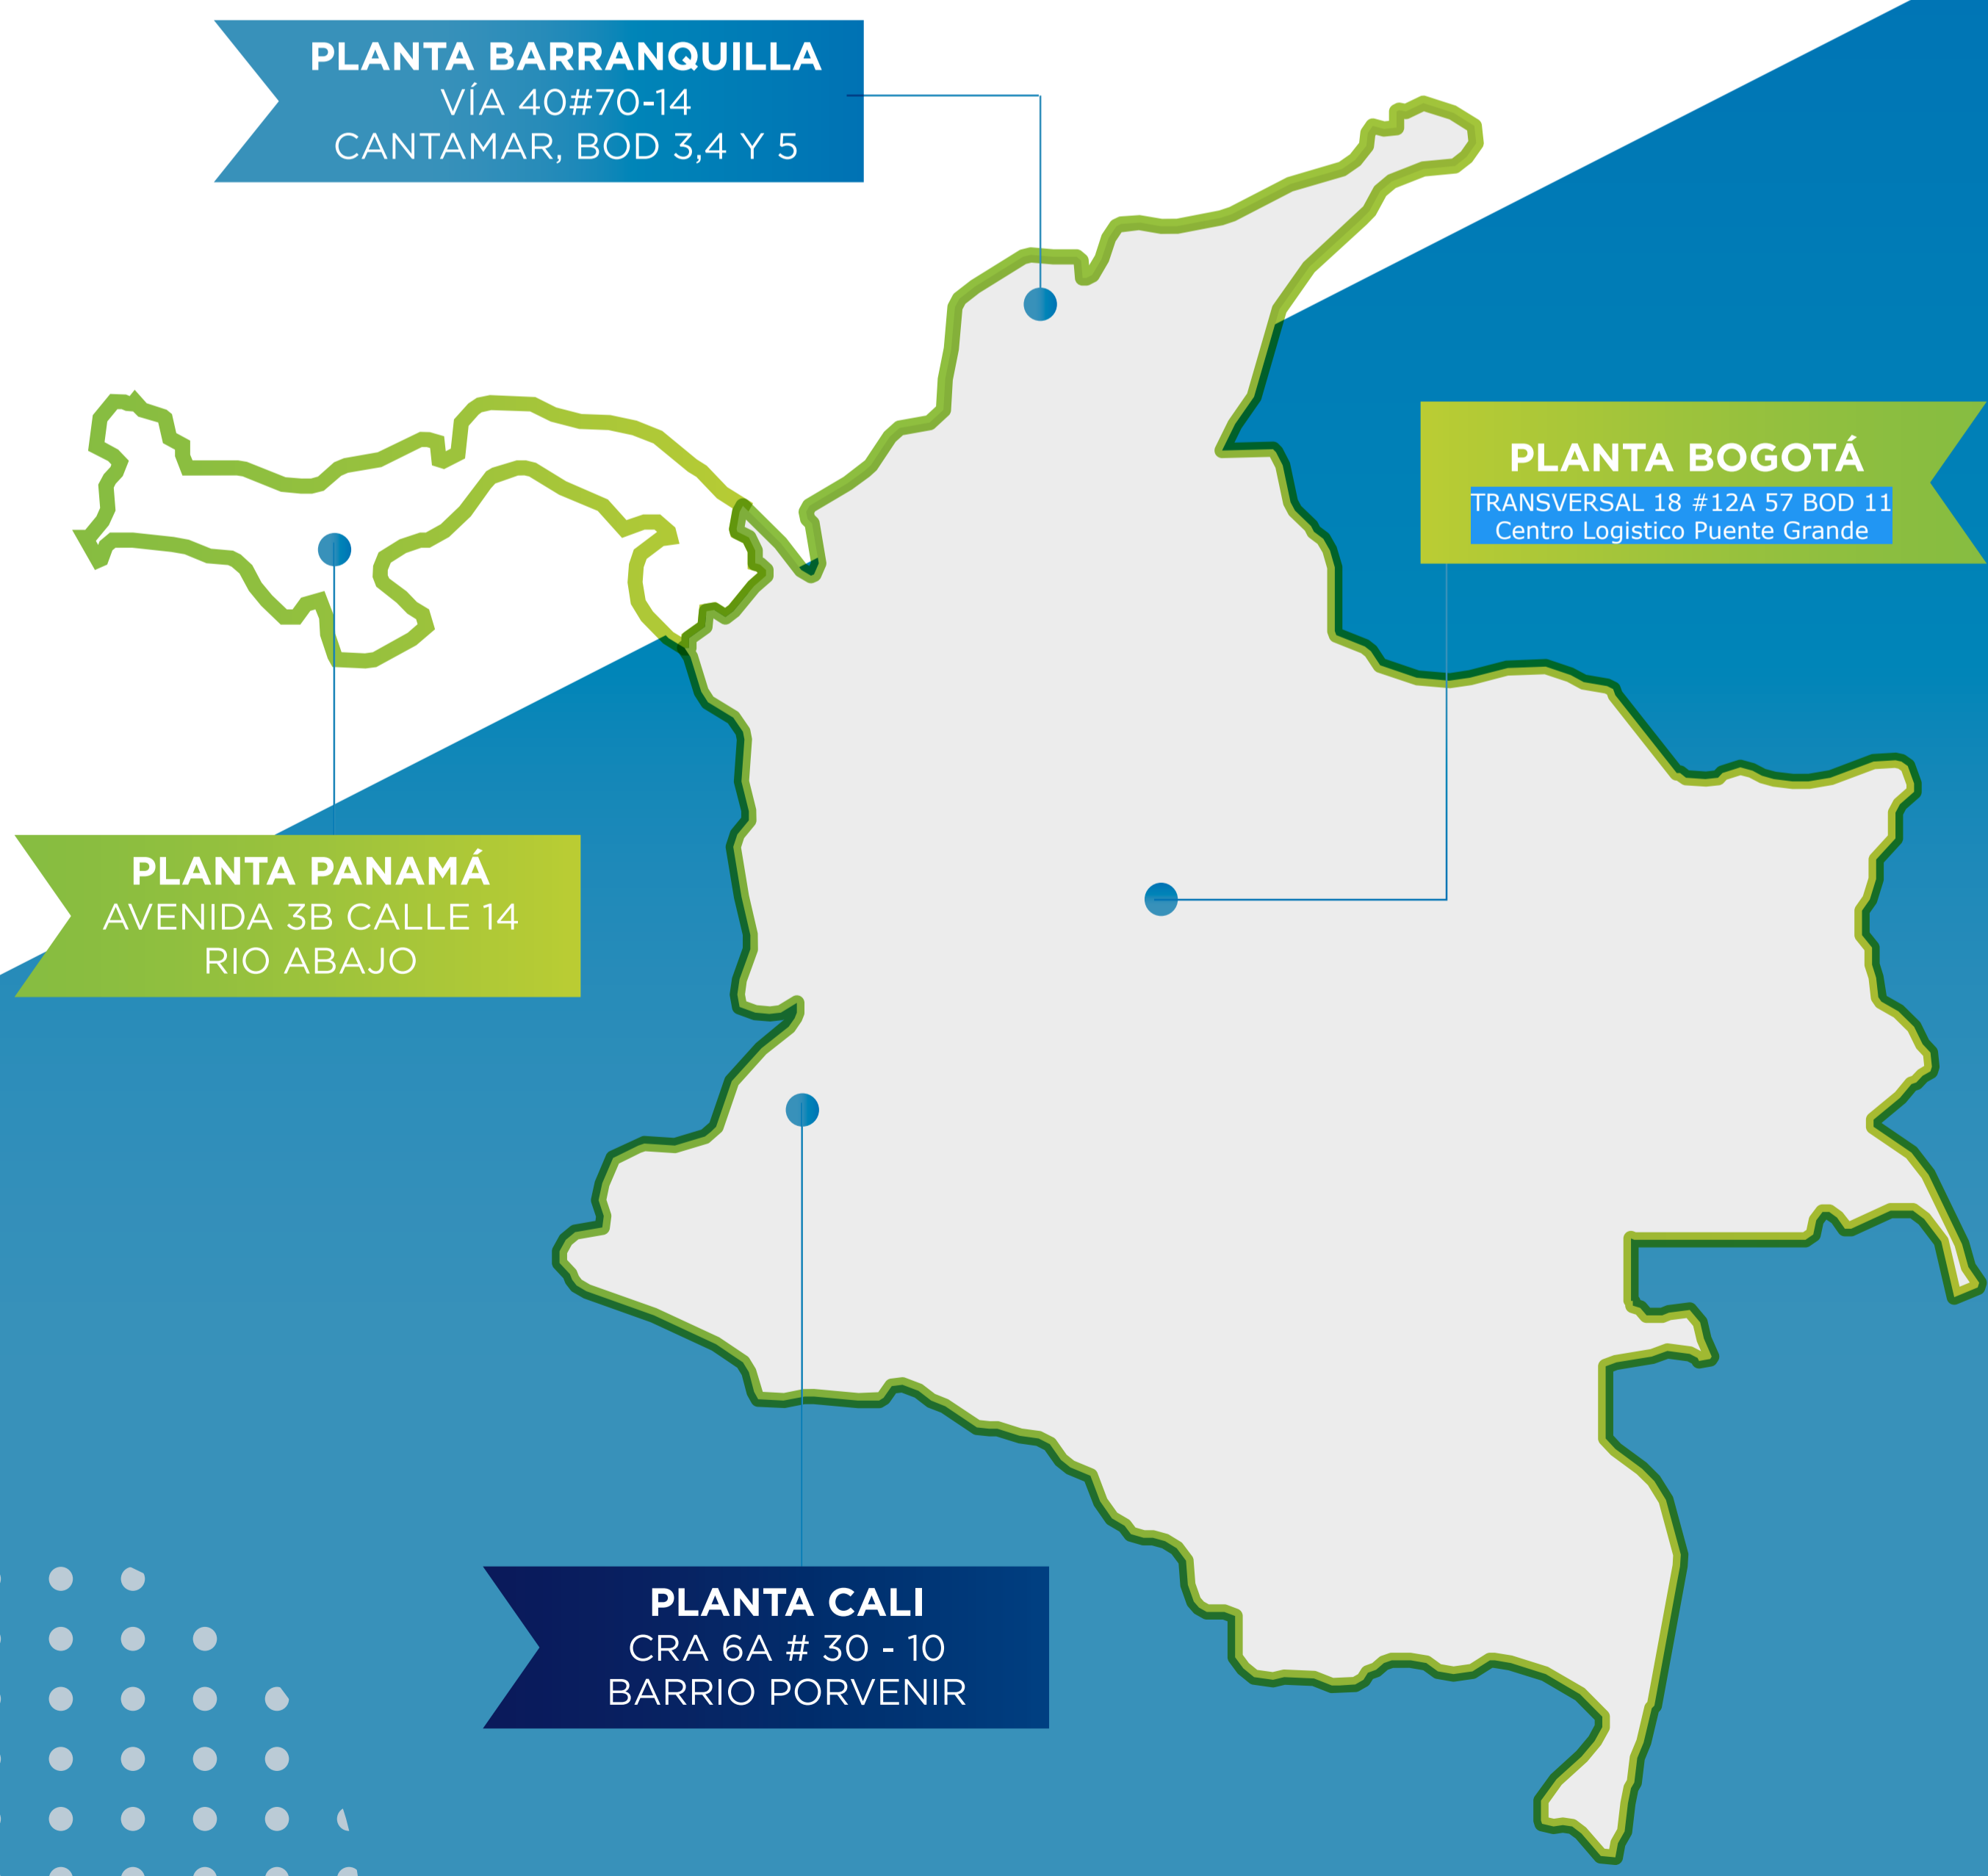 PLANTA BARRANQUILLA
VÍA 40#70-14
CANTAMAR, BOD 3,4 Y 5
PLANTA BOGOTÁ
TRANSVERSAL 18 #12A 57 BOD 11
Centro Logistico Puente Grande
PLANTA PANAMÁ
AVENIDA 3B CALLE 14
RIO ABAJO
PLANTA CALI
CRA 6A # 30 - 10
BARRIO PORVENIR